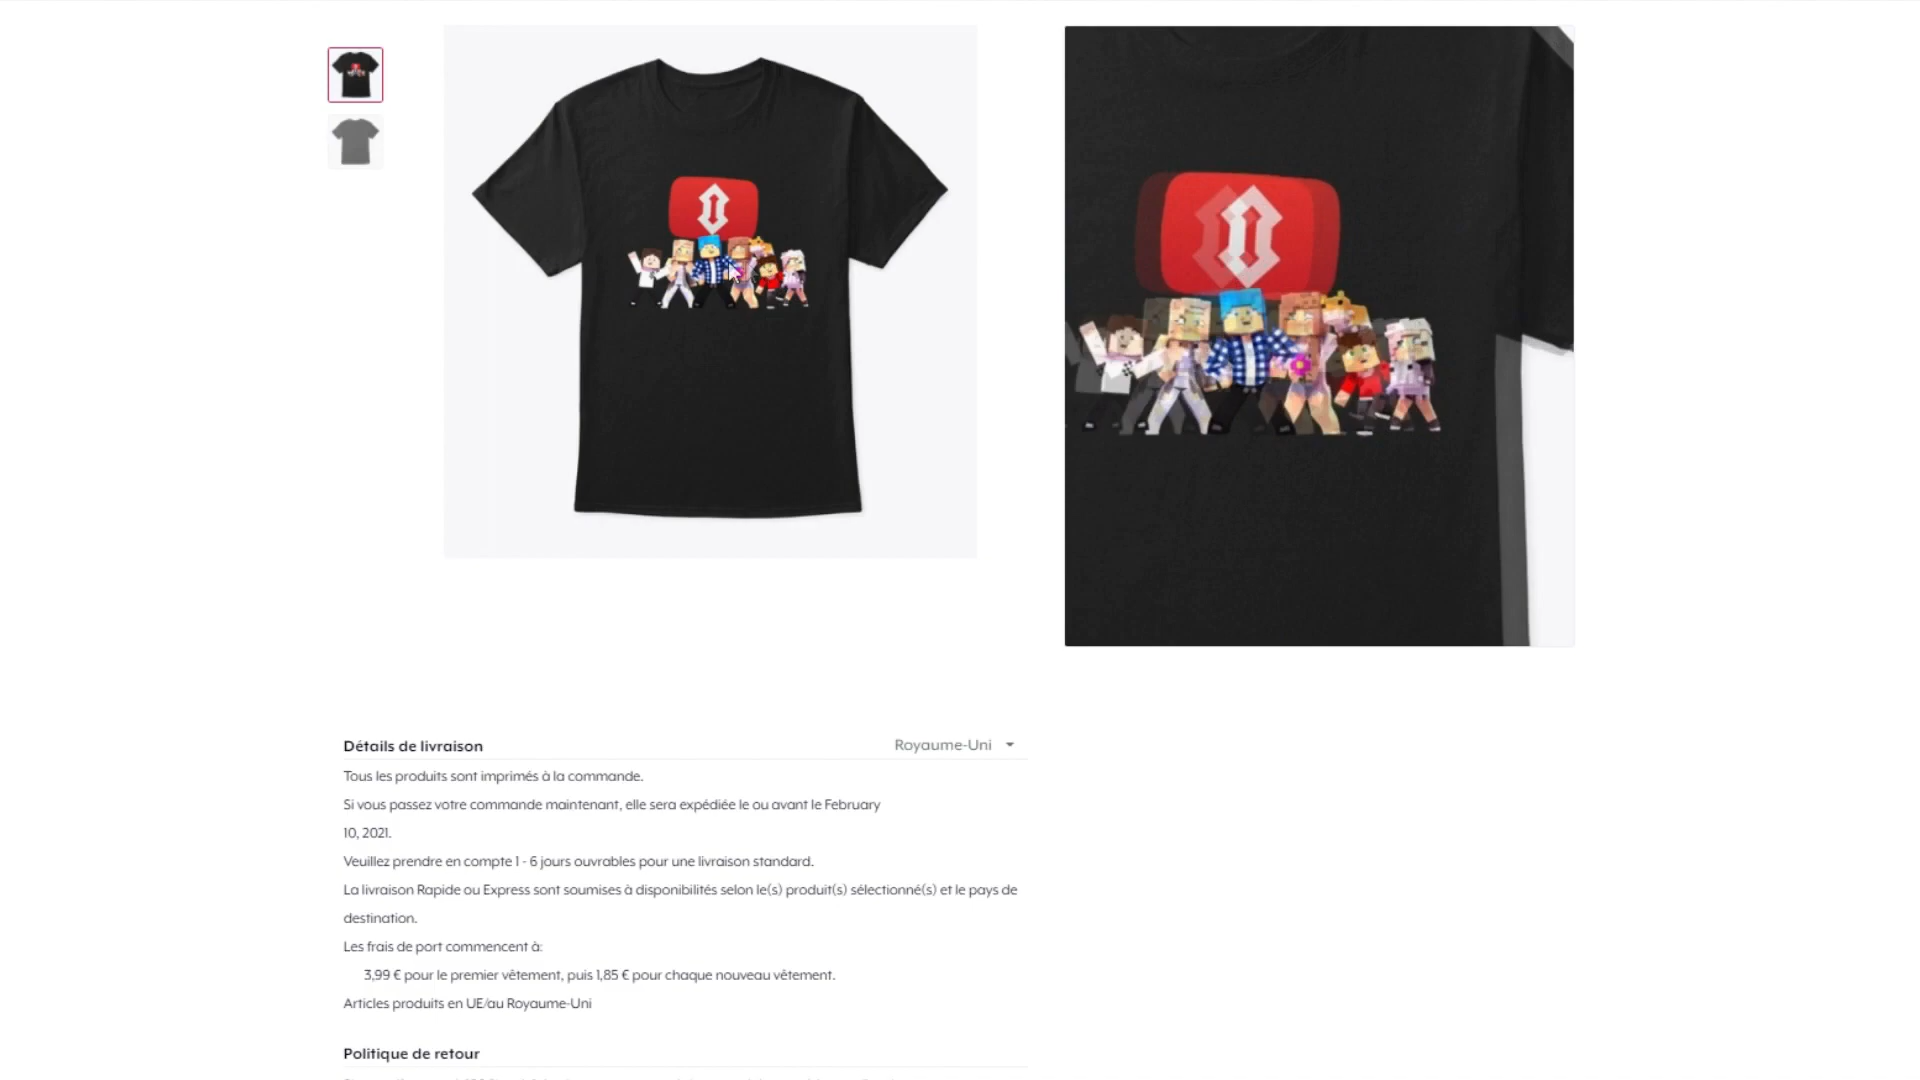 Détails de livraison
Royaume-Uni
Tous les produits sont imprimés à la commande.
Si vous passez votre commande maintenant, elle sera expédiée le ou avant le February
10, 2021.
Veuillez prendre en compte 1 - 6 jours ouvrables pour une livraison standard.
La livraison Rapide ou Express sont soumises à disponibilités selon le(s) produit(s) sélectionné(s) et le pays de
destination.
Les frais de port commencent à:
3,99 € pour le premier vêtement, puis 1,85 € pour chaque nouveau vêtement.
Articles produits en UE/au Royaume-Uni
Politique de retour